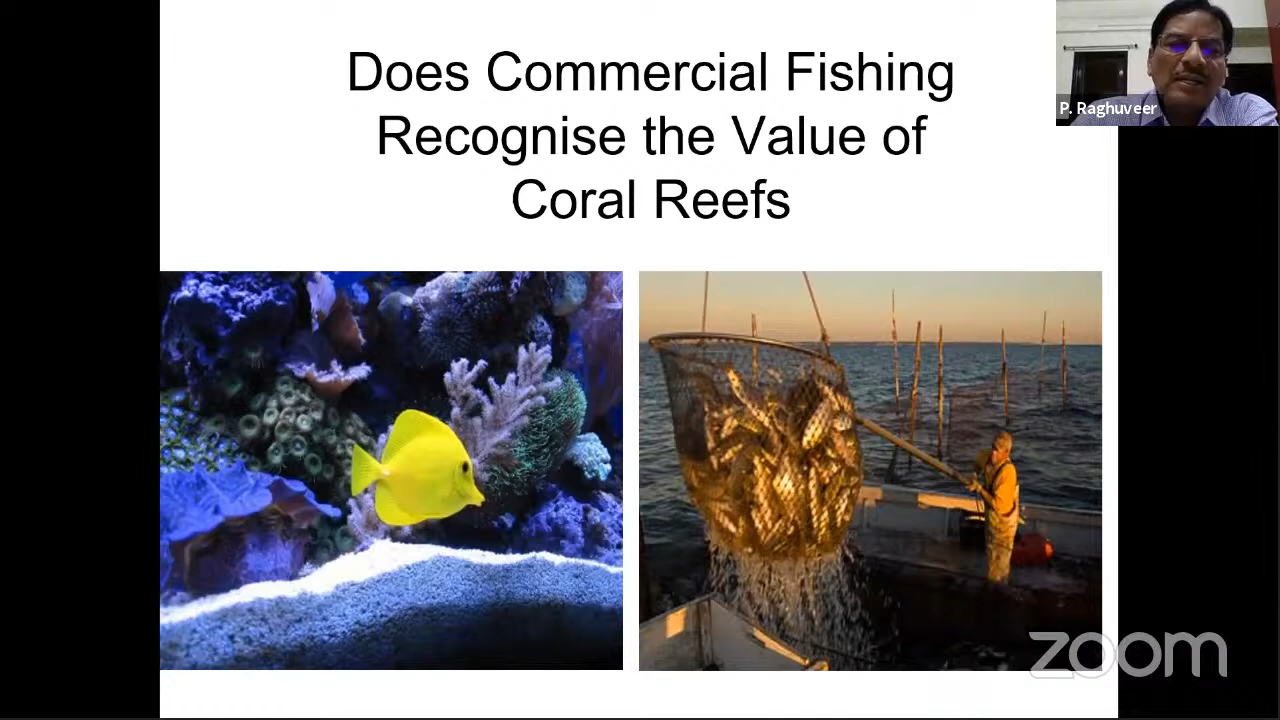 Does Commercial Fishing
Recognise the Value of
Coral Reefs
P. Raghuveer
zoom